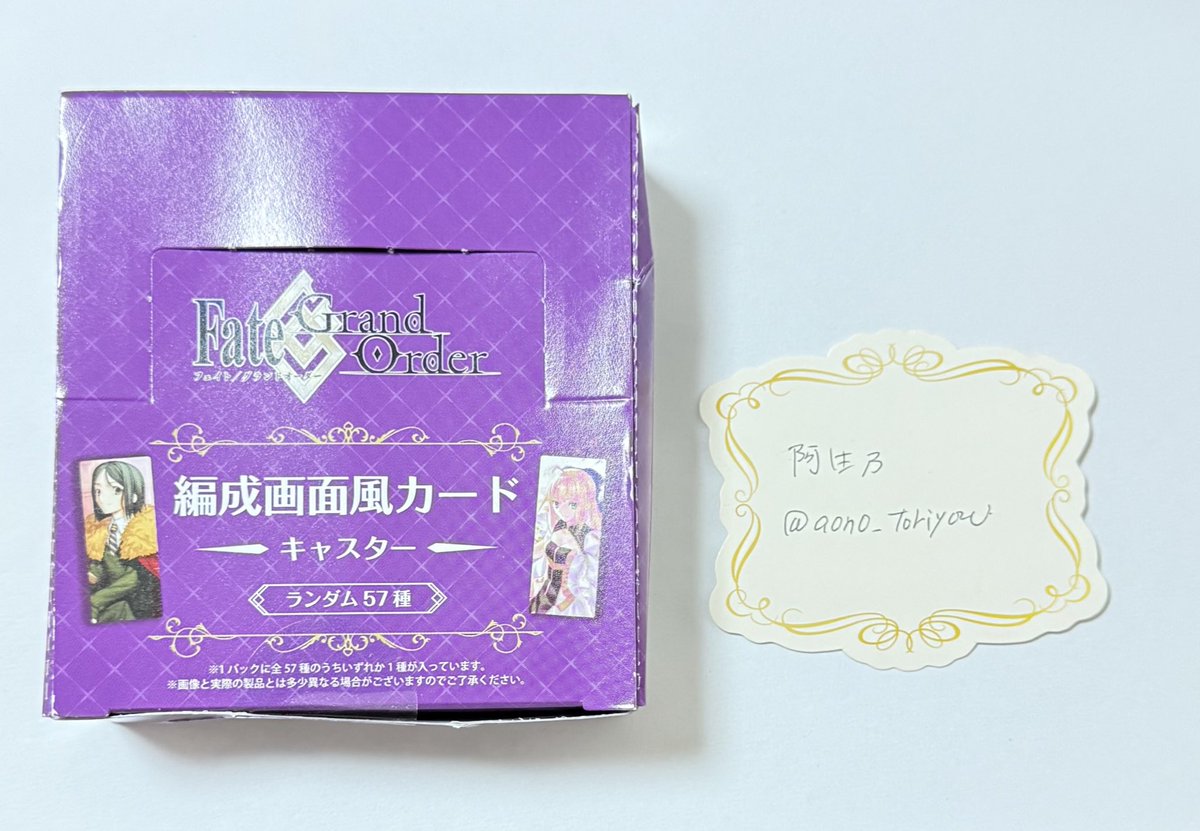 Fate Grand Order
フェイト/グランドオーダー
編成画面風カード
キャスター
ランダム57種
※1パックに全57種のうちいずれか1種が入っています。
※画像と実際の製品とは多少異なる場合がございますのでご了承ください。
阿生乃
@aono_toriyou